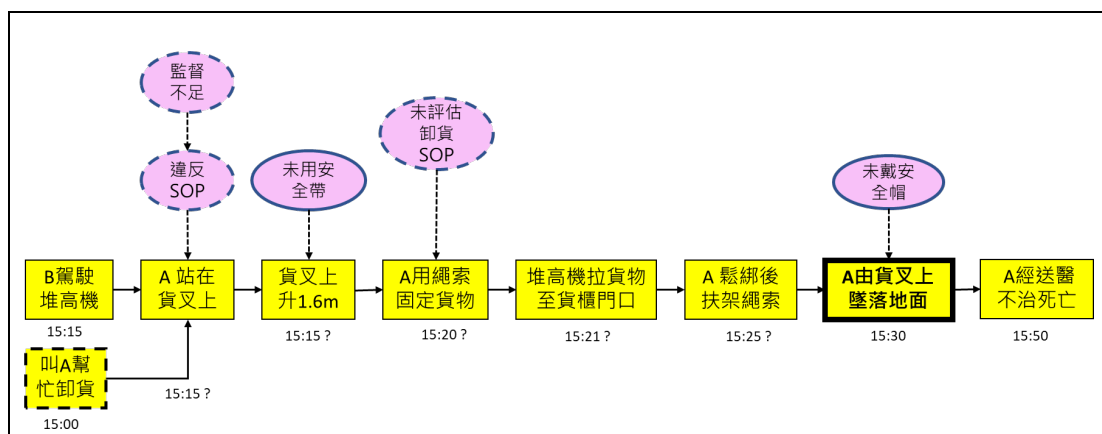 監督
不足
違反
SOP
未用安
全帶
未評估
卸貨
SOP
未戴安
全帽
B駕駛
堆高機
15:15
A 站在
貨叉上
貨叉上
升1.6m
15:15 ?
A用繩索
固定貨物
15:20 ?
堆高機拉貨物
至貨櫃門口
15:21 ?
A 鬆綁後
扶架繩索
15:25 ?
A由貨叉上
墜落地面
15:30
A經送醫
不治死亡
15:50
叫A幫
忙卸貨
15:00
15:15 ?